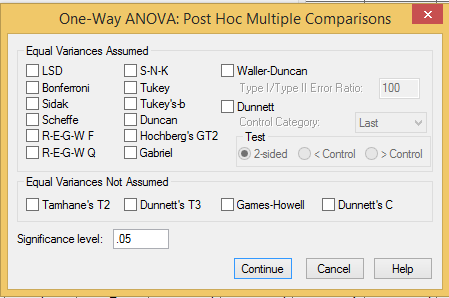 One-Way ANOVA: Post Hoc Multiple Comparisons
Equal Variances Assumed
LSD S-N-K Waller-Duncan
Bonferroni Tukey Type I/Type II Error Ratio: 100
Sidak Tukey's-b Dunnett
Scheffe Duncan Control Category: Last
R-E-G-W F Hochberg's GT2 Test
R-E-G-W Q Gabriel 2-sided < Control > Control
Equal Variances Not Assumed
Tamhane's T2 Dunnett's T3 Games-Howell Dunnett's C
Significance level: .05
Continue Cancel Help